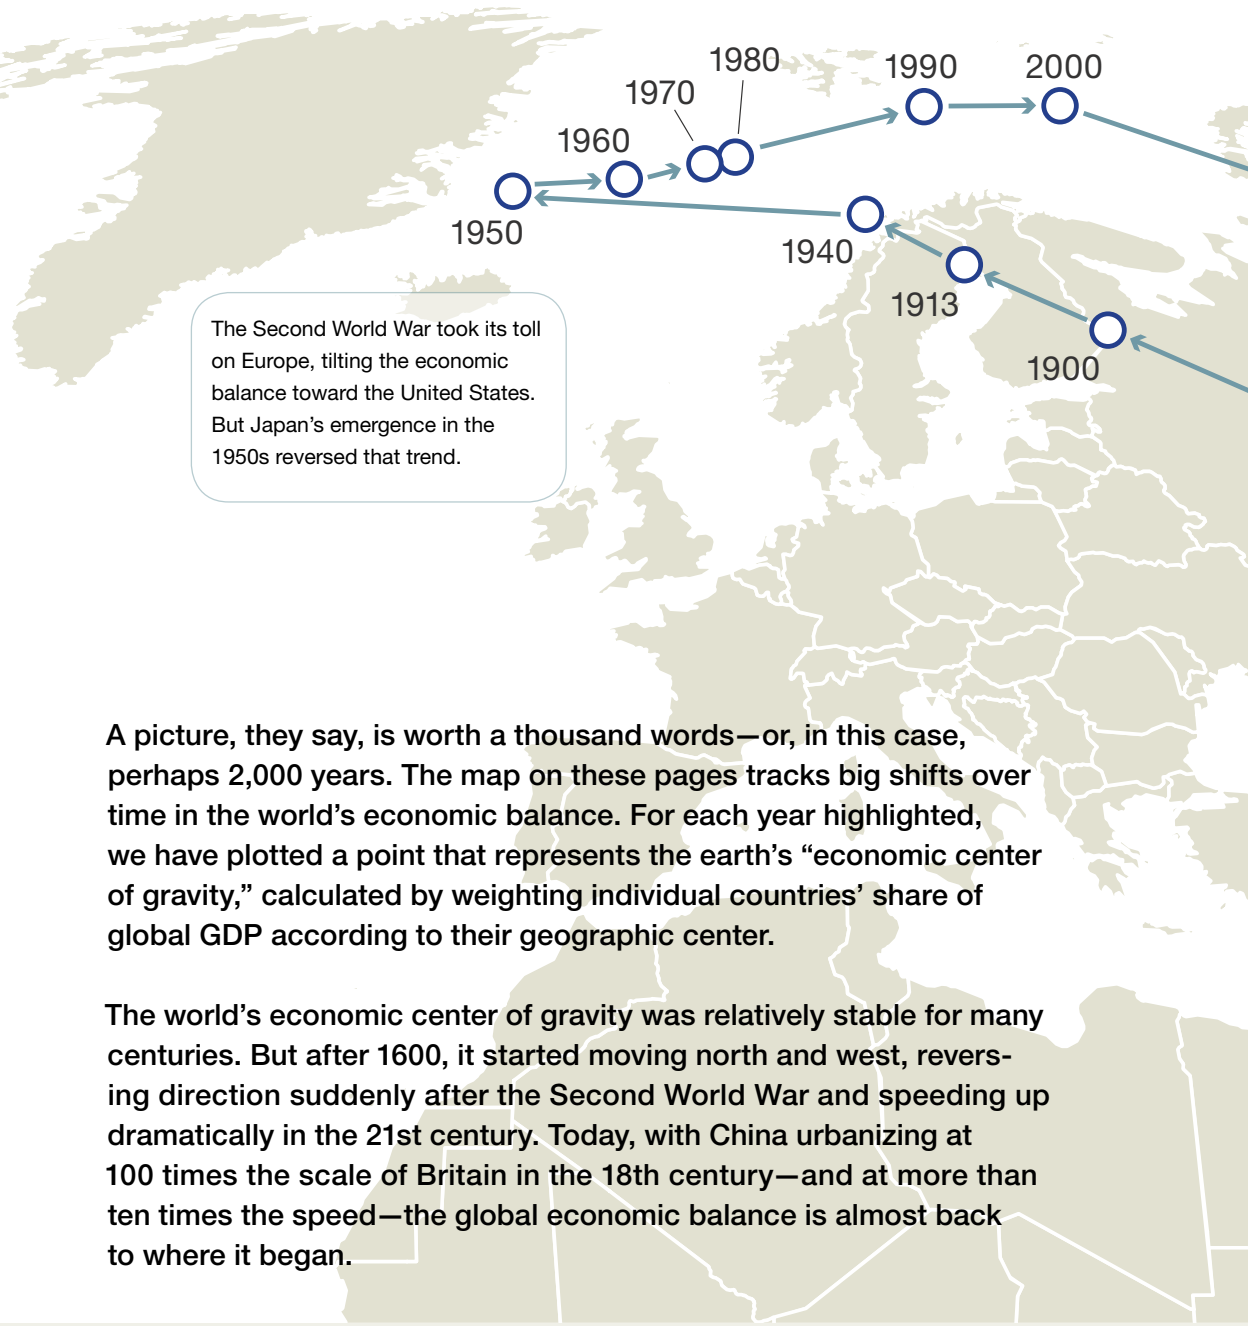 1980
1990
2000
1970
1960
1950
1940
1913
1900
The Second World War took its toll
on Europe, tilting the economic
balance toward the United States.
But Japan’s emergence in the
1950s reversed that trend.
A picture, they say, is worth a thousand words—or, in this case,
perhaps 2,000 years. The map on these pages tracks big shifts over
time in the world’s economic balance. For each year highlighted,
we have plotted a point that represents the earth’s “economic center
of gravity,” calculated by weighting individual countries’ share of
global GDP according to their geographic center.
The world’s economic center of gravity was relatively stable for many
centuries. But after 1600, it started moving north and west, revers-
ing direction suddenly after the Second World War and speeding up
dramatically in the 21st century. Today, with China urbanizing at
100 times the scale of Britain in the 18th century—and at more than
ten times the speed—the global economic balance is almost back
to where it began.